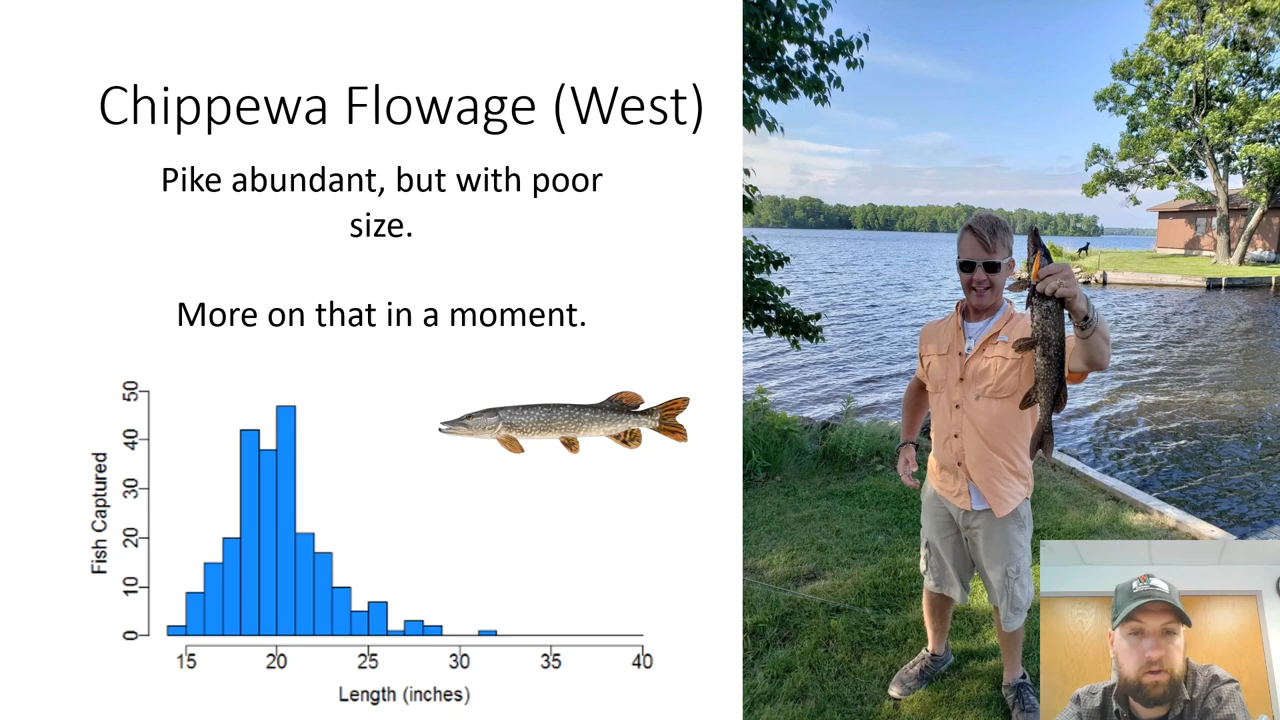 Chippewa Flowage (West)
Pike abundant, but with poor
size.
More on that in a moment.
50
40
30
20
10
0
Fish Captured
15 20 25 30 35 40
Length (inches)